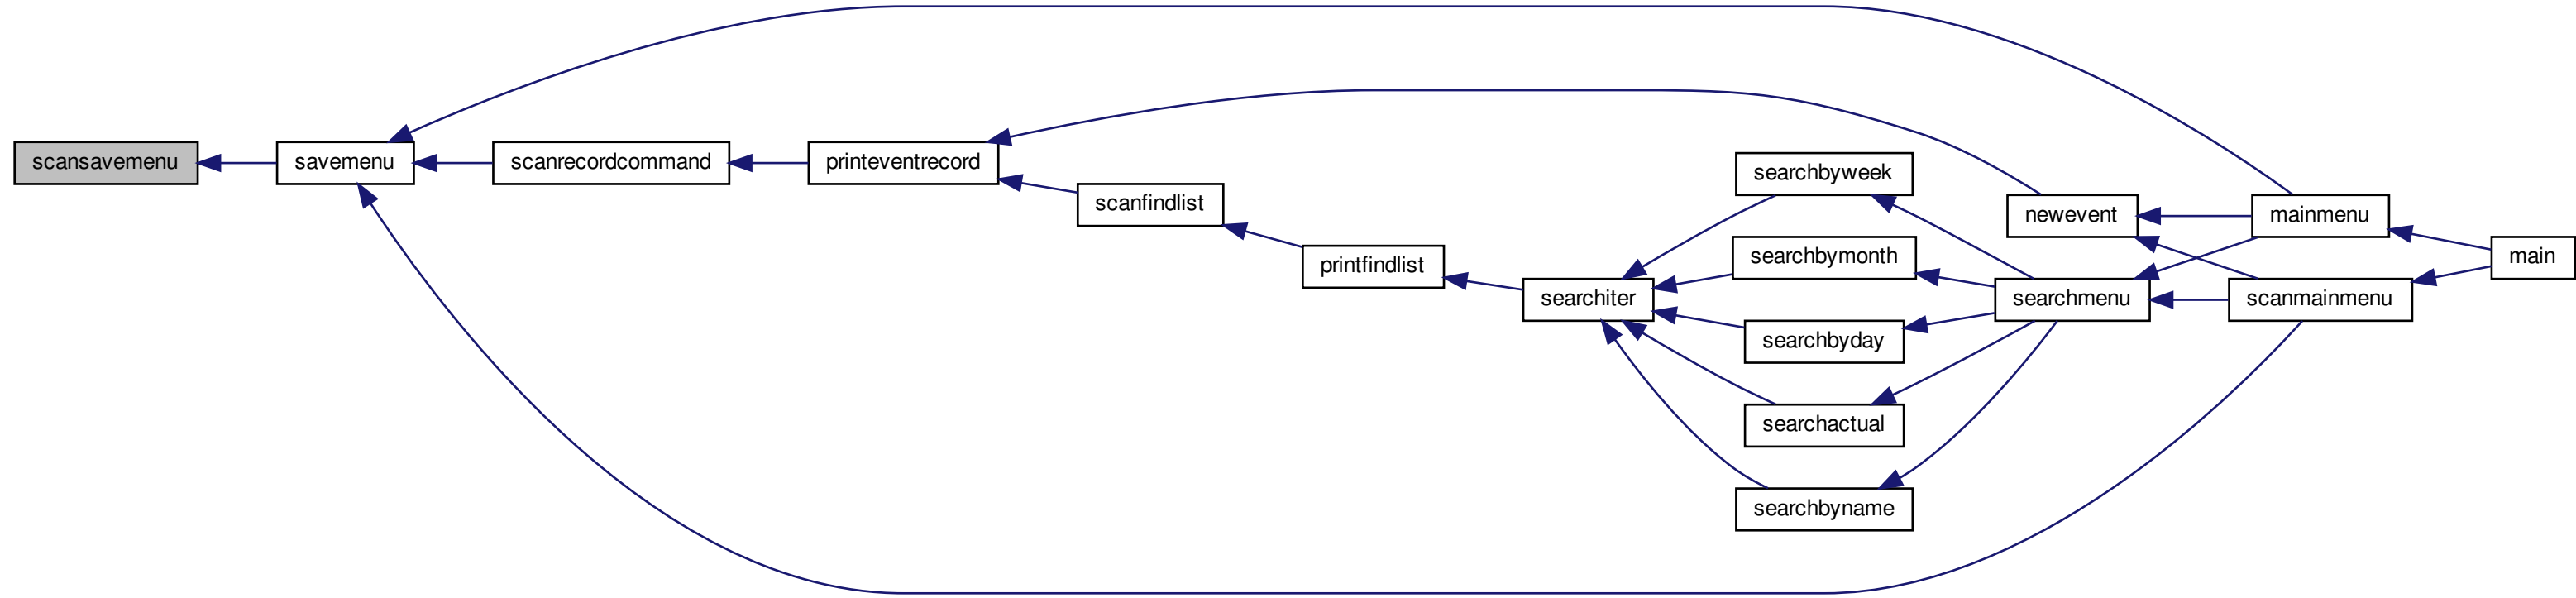 scansavemenu
savemenu
scanrecordcommand
printeventrecord
scanfindlist
printfindlist
searchiter
searchbyweek
searchbymonth
searchbyday
searchactual
searchbyname
newevent
searchmenu
mainmenu
scanmainmenu
main